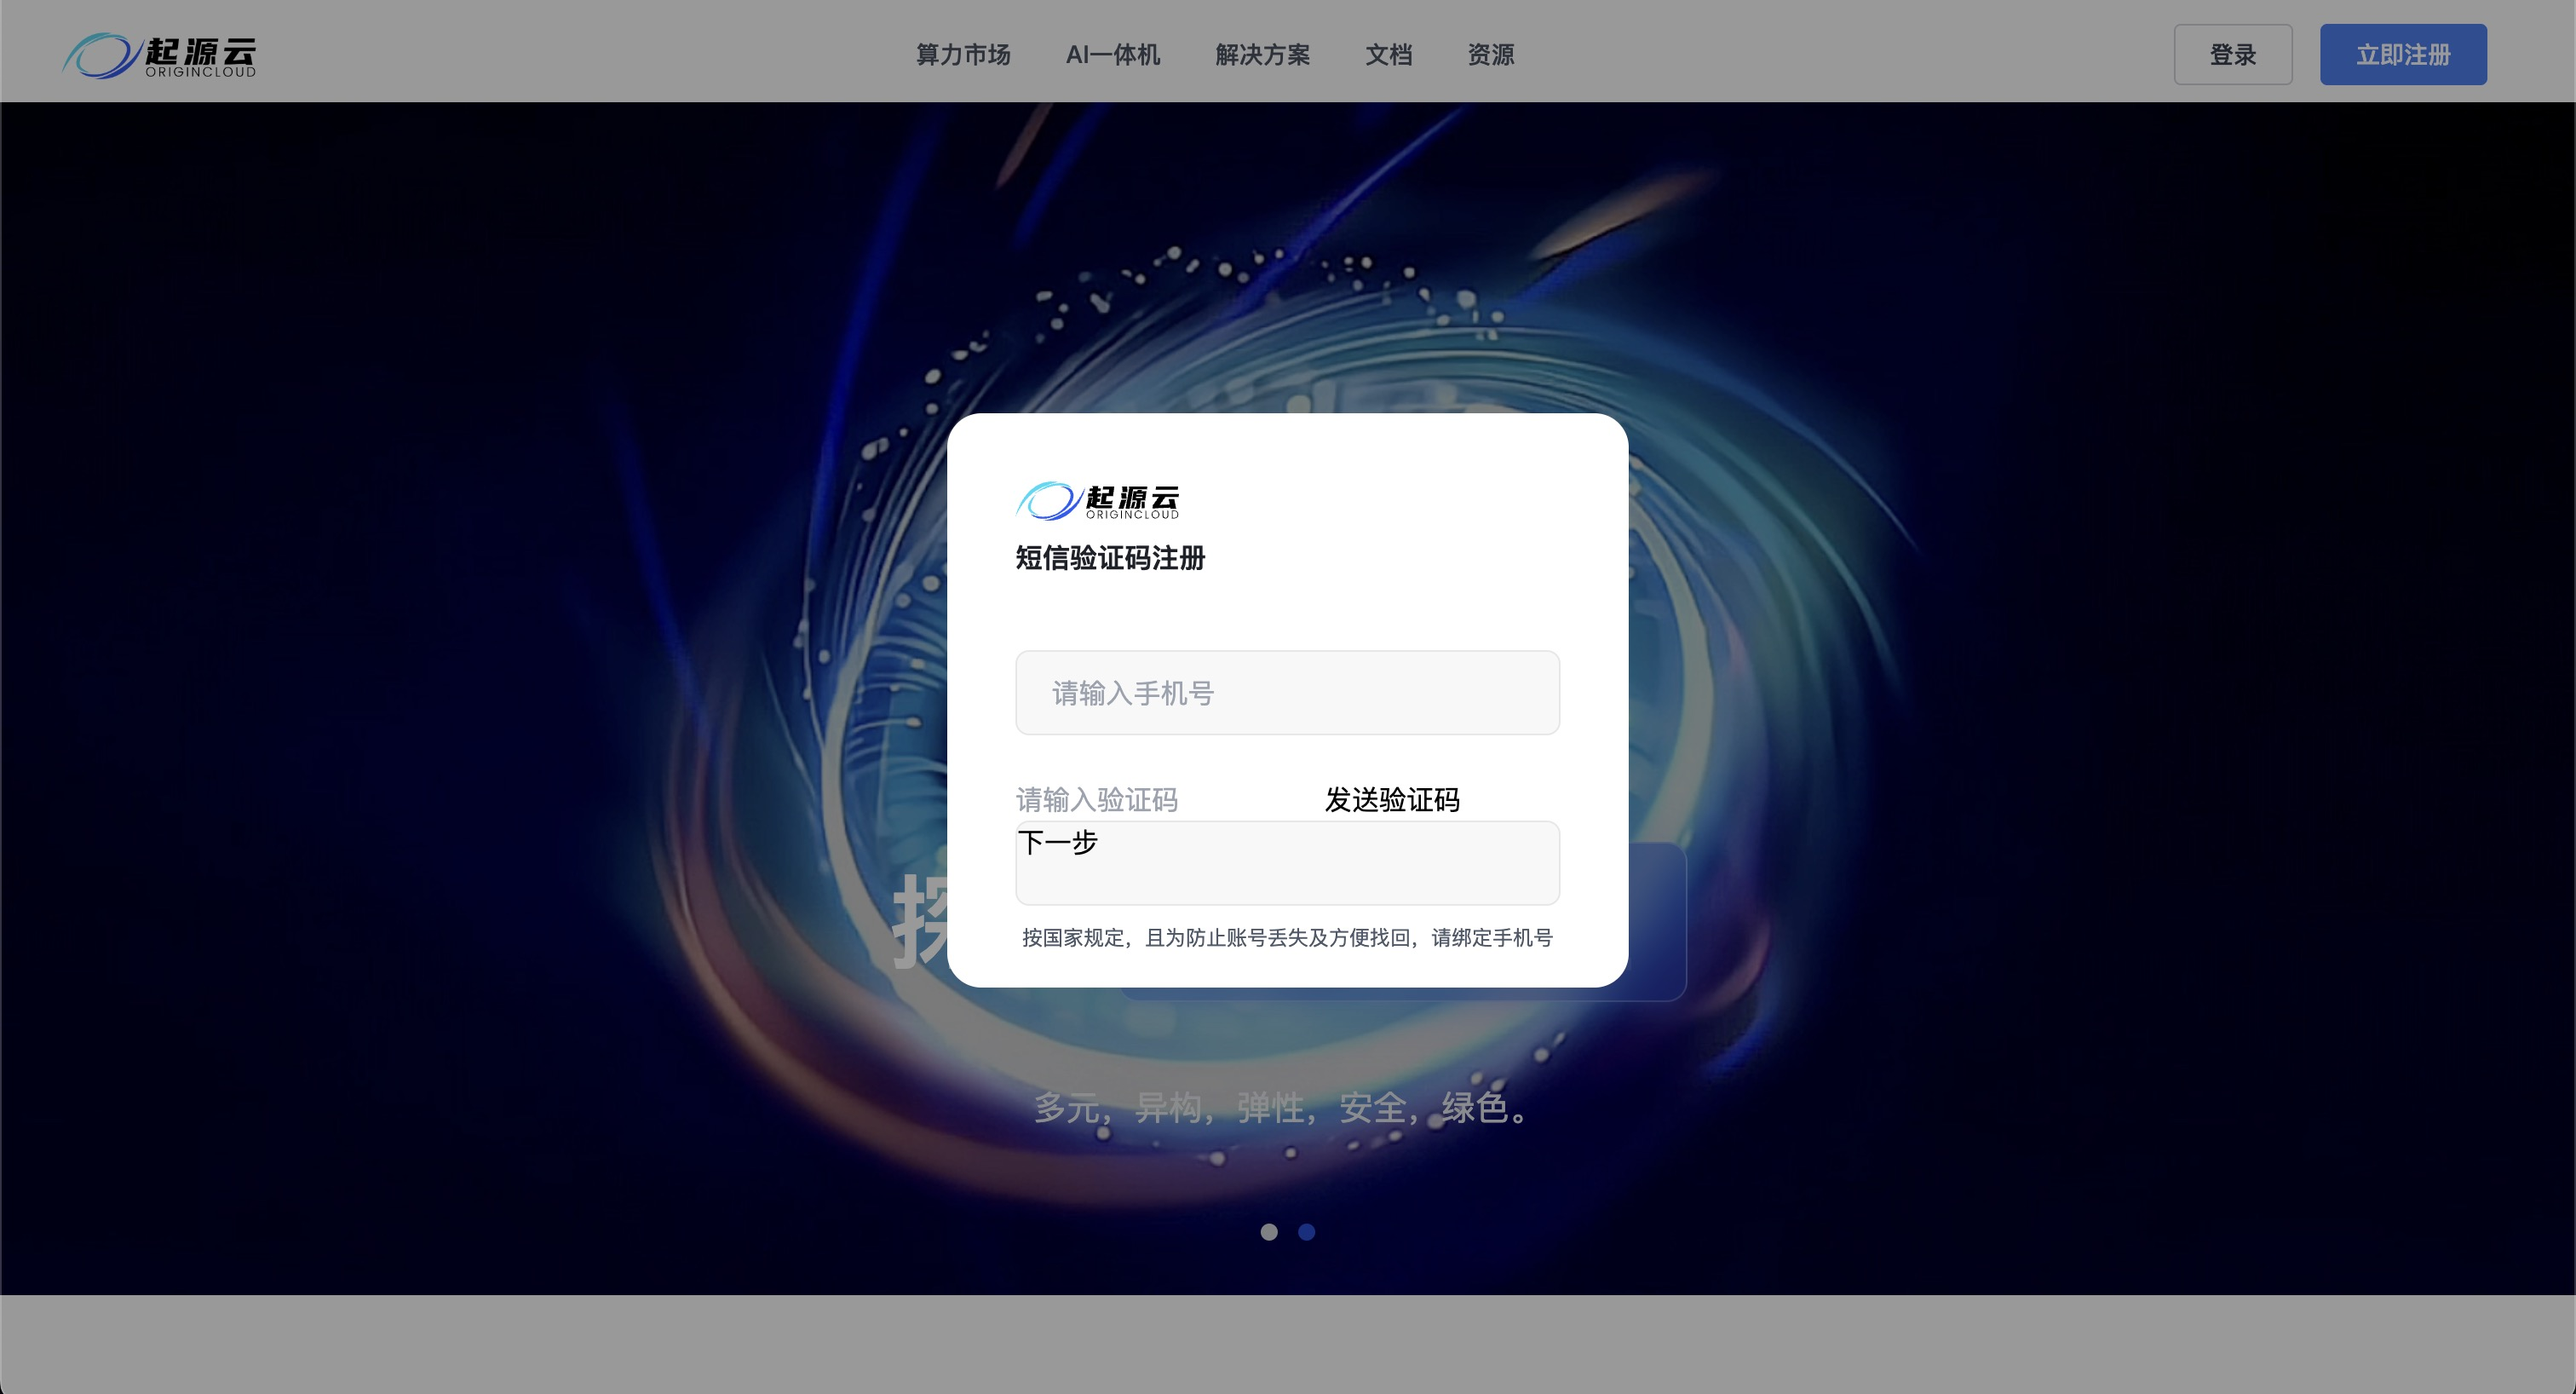 起源云
ORIGINCLOUD
算力市场 AI一体机 解决方案 文档 资源
登录 立即注册
起源云
ORIGINCLOUD
短信验证码注册
请输入手机号
请输入验证码 发送验证码
下一步
按国家规定，且为防止账号丢失及方便找回，请绑定手机号
多元，异构，弹性，安全，绿色。